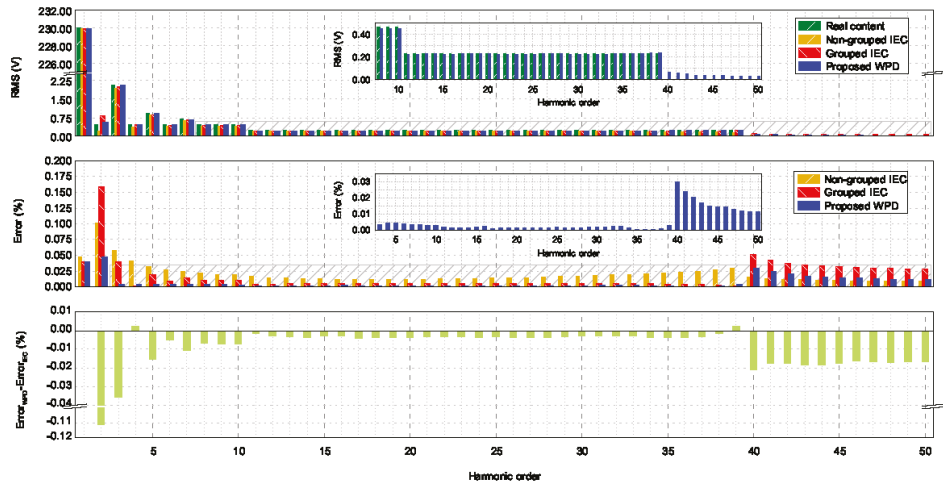 230.00
228.00
226.00
2.25
1.50
0.75
0.00
RMS (V)
0.40
0.20
0.00
RMS (V)
10 15 20 25 30 35 40 45 50
Harmonic order
Real content
Non-grouped IEC
Grouped IEC
Proposed WPD
0.200
0.175
0.150
0.125
0.100
0.075
0.050
0.025
0.000
Error (%)
0.03
0.02
0.01
0.00
Error (%)
5 10 15 20 25 30 35 40 45 50
Harmonic order
Non-grouped IEC
Grouped IEC
Proposed WPD
0.01
0.00
-0.01
-0.02
-0.03
-0.04
-0.11
-0.12
Error WPD-Error IEC (%)
5 10 15 20 25 30 35 40 45 50
Harmonic order